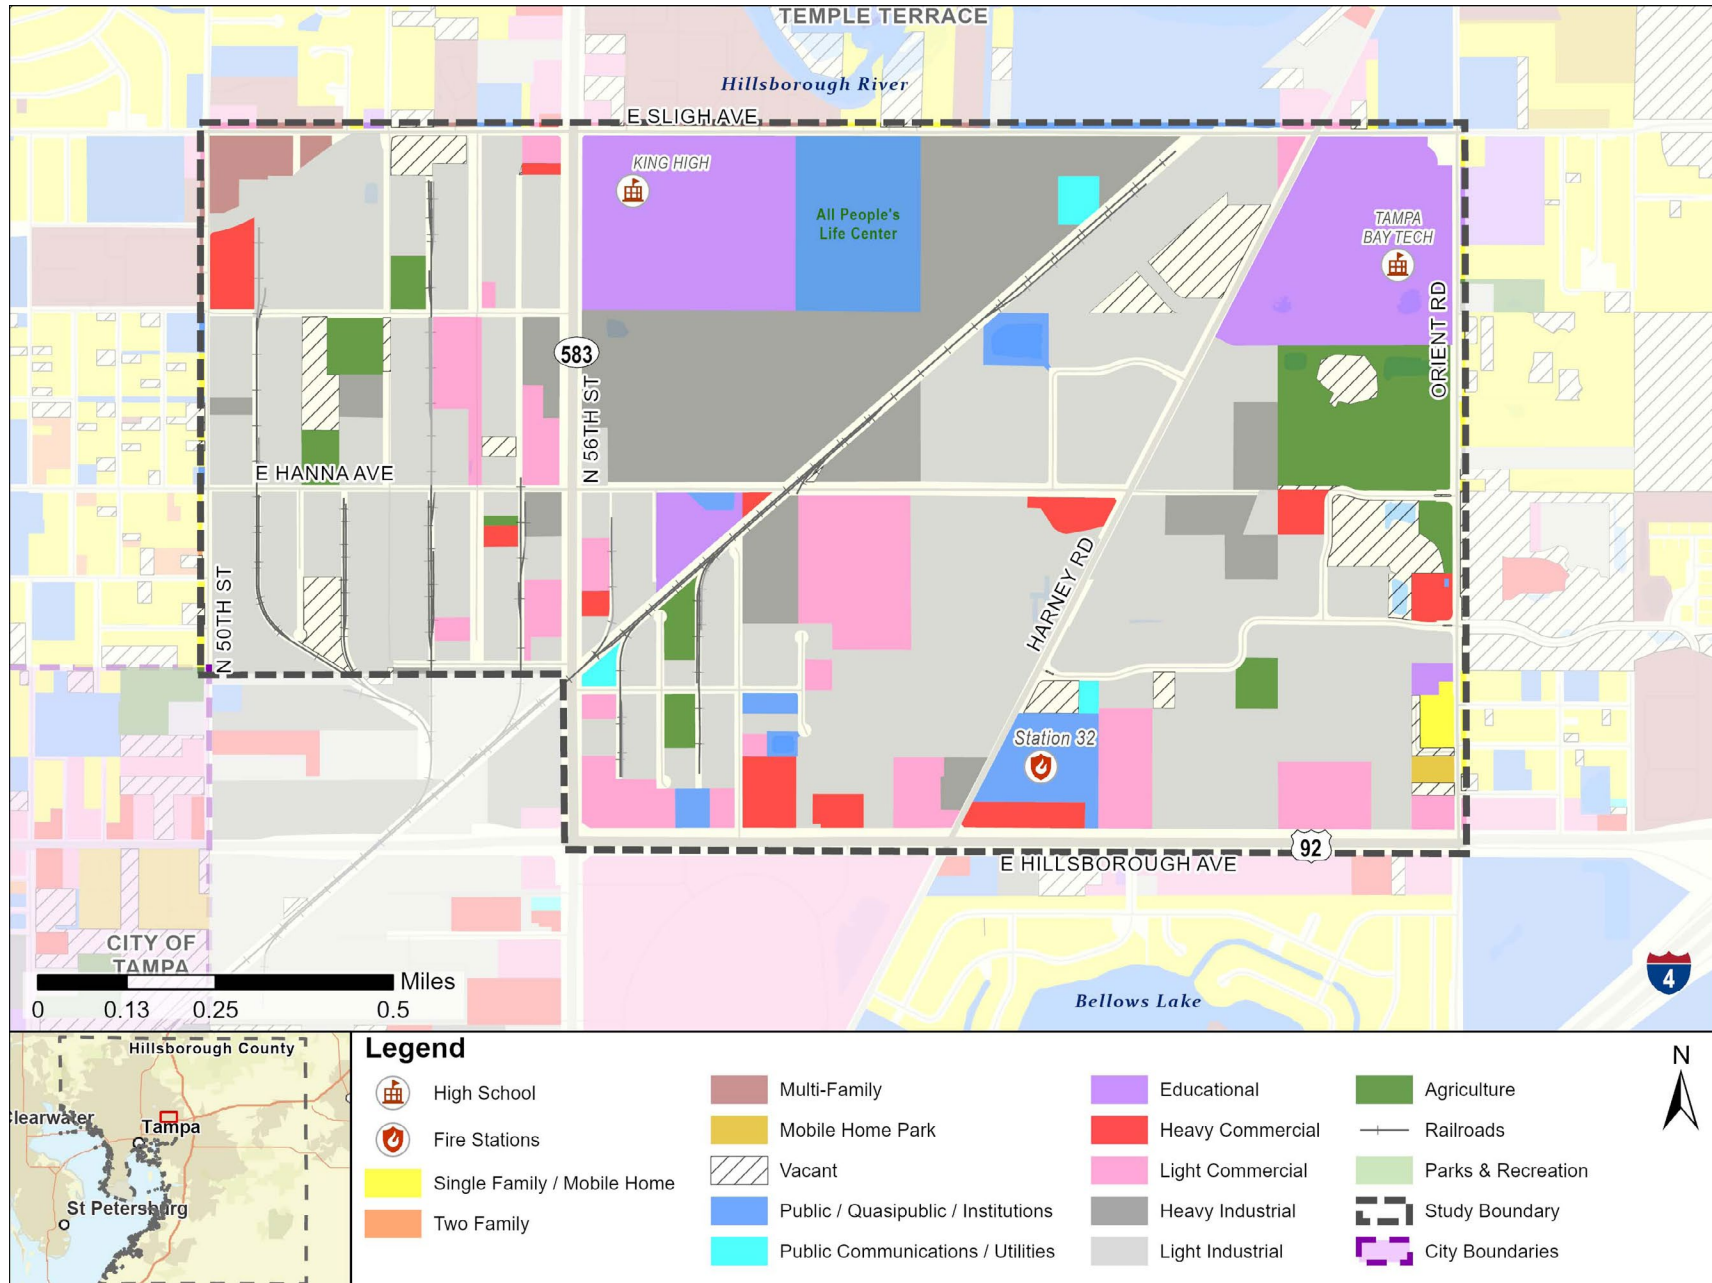 TEMPLE TERRACE
Hillsborough River
E SLIGH AVE
KING HIGH
All People's
Life Center
TAMPA
BAY TECH
ORIENT RD
583
N 56TH ST
E HANNA AVE
N 50TH ST
HARNEY RD
Station 32
92
E HILLSBOROUGH AVE
CITY OF
TAMPA
Bellows Lake
4
Miles
0 0.13 0.25 0.5
Hillsborough County
Clearwater
Tampa
St Petersburg
Legend
High School
Fire Stations
Single Family / Mobile Home
Two Family
Multi-Family
Mobile Home Park
Vacant
Public / Quasipublic / Institutions
Public Communications / Utilities
Educational
Heavy Commercial
Light Commercial
Heavy Industrial
Light Industrial
Agriculture
Railroads
Parks & Recreation
Study Boundary
City Boundaries
N